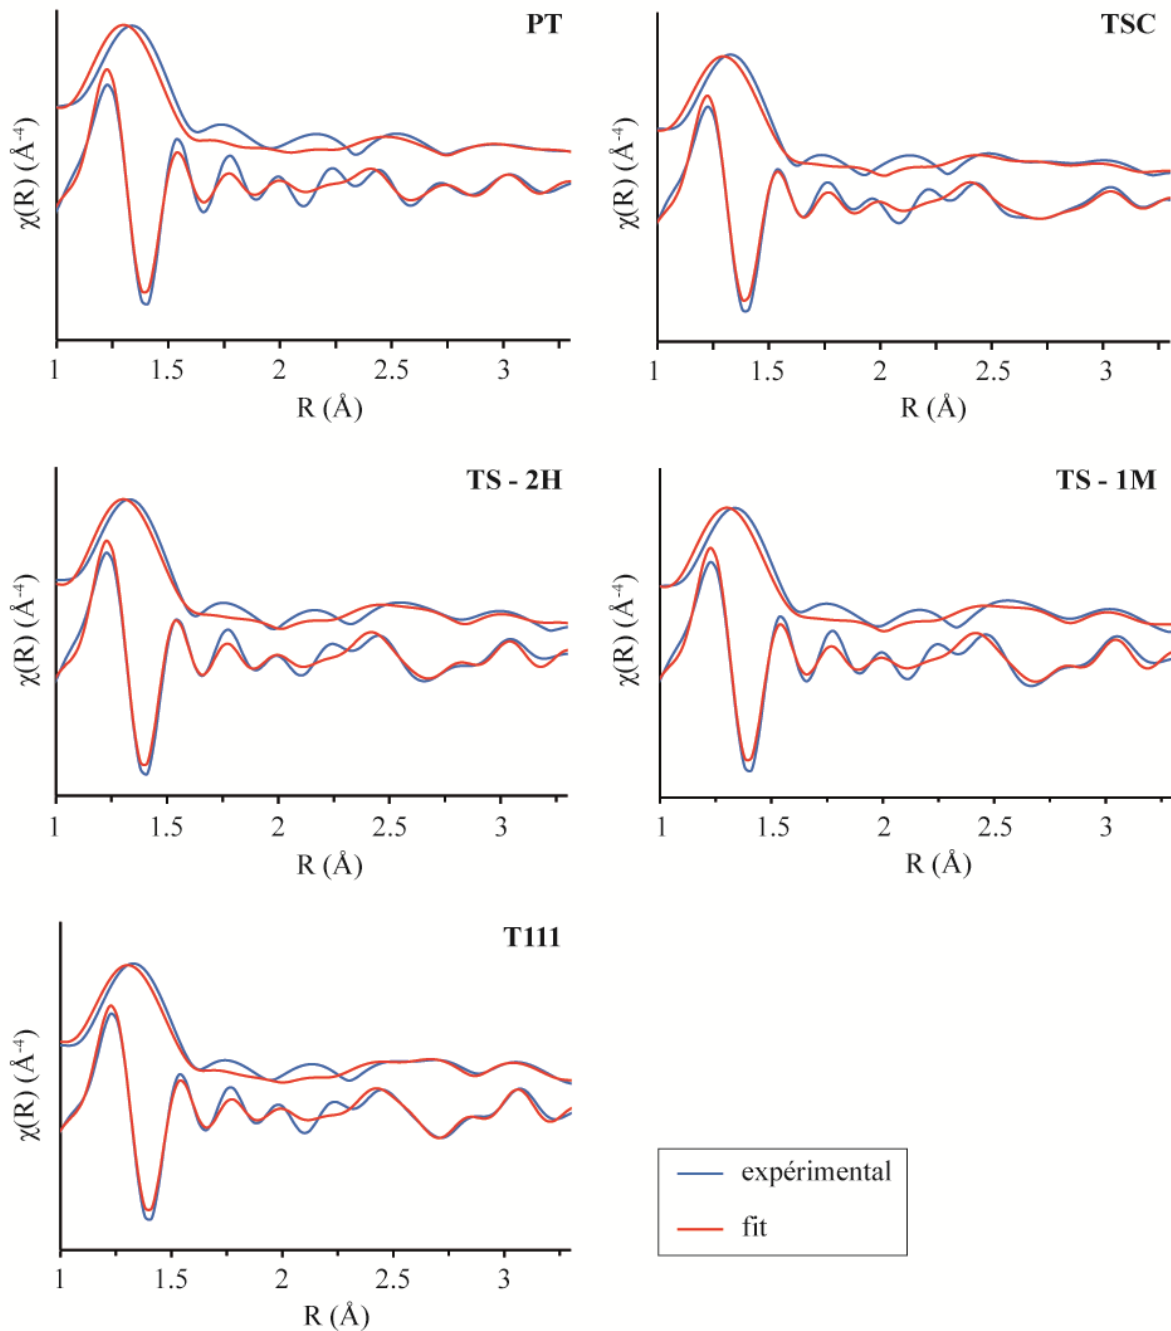 PT
χ(R) (Å⁻⁴)
1 1.5 2 2.5 3
R (Å)
TSC
χ(R) (Å⁻⁴)
1 1.5 2 2.5 3
R (Å)
TS - 2H
χ(R) (Å⁻⁴)
1 1.5 2 2.5 3
R (Å)
TS - 1M
χ(R) (Å⁻⁴)
1 1.5 2 2.5 3
R (Å)
T111
χ(R) (Å⁻⁴)
1 1.5 2 2.5 3
R (Å)
expérimental
fit